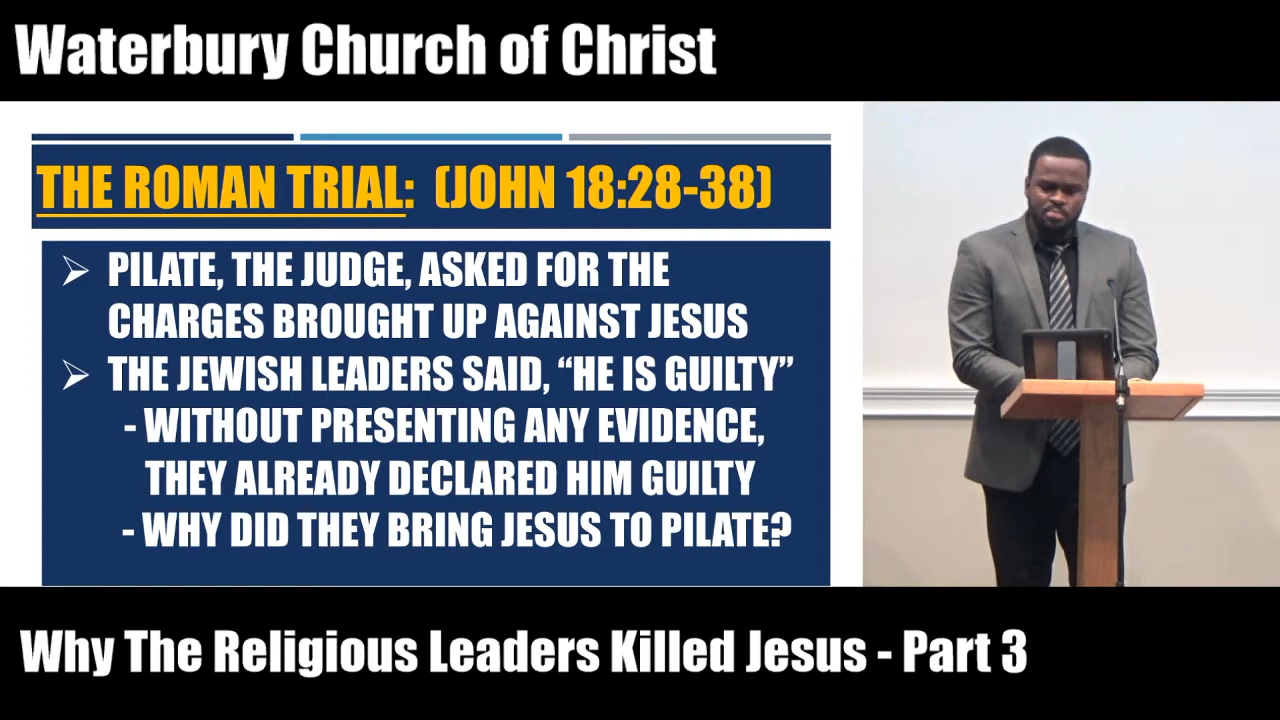 Waterbury Church of Christ
THE ROMAN TRIAL: (JOHN 18:28-38)
➢ PILATE, THE JUDGE, ASKED FOR THE
CHARGES BROUGHT UP AGAINST JESUS
➢ THE JEWISH LEADERS SAID, “HE IS GUILTY”
- WITHOUT PRESENTING ANY EVIDENCE,
THEY ALREADY DECLARED HIM GUILTY
- WHY DID THEY BRING JESUS TO PILATE?
Why The Religious Leaders Killed Jesus - Part 3